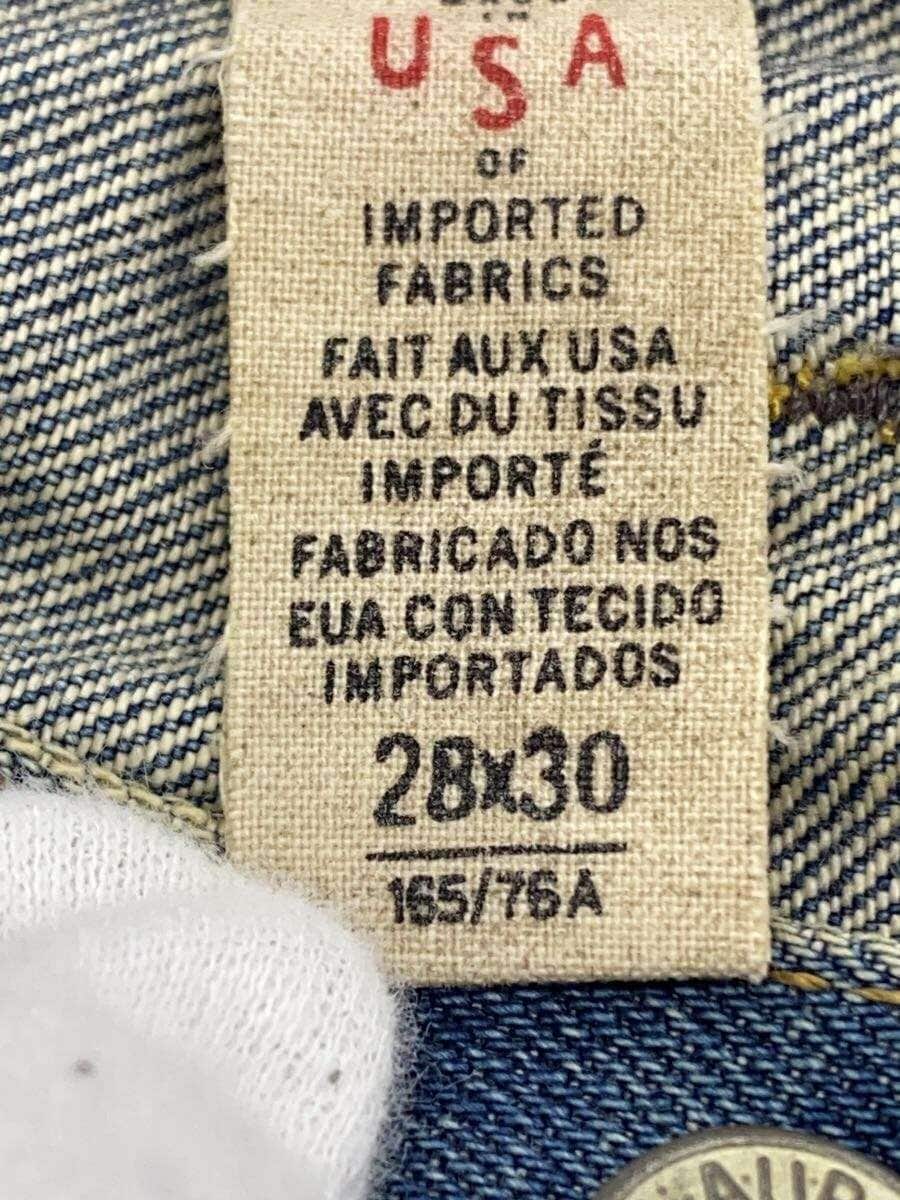 USA
OF
IMPORTED
FABRICS
FAIT AUX USA
AVEC DU TISSU
IMPORTÉ
FABRICADO NOS
EUA CON TECIDO
IMPORTADOS
28x30
165/76A